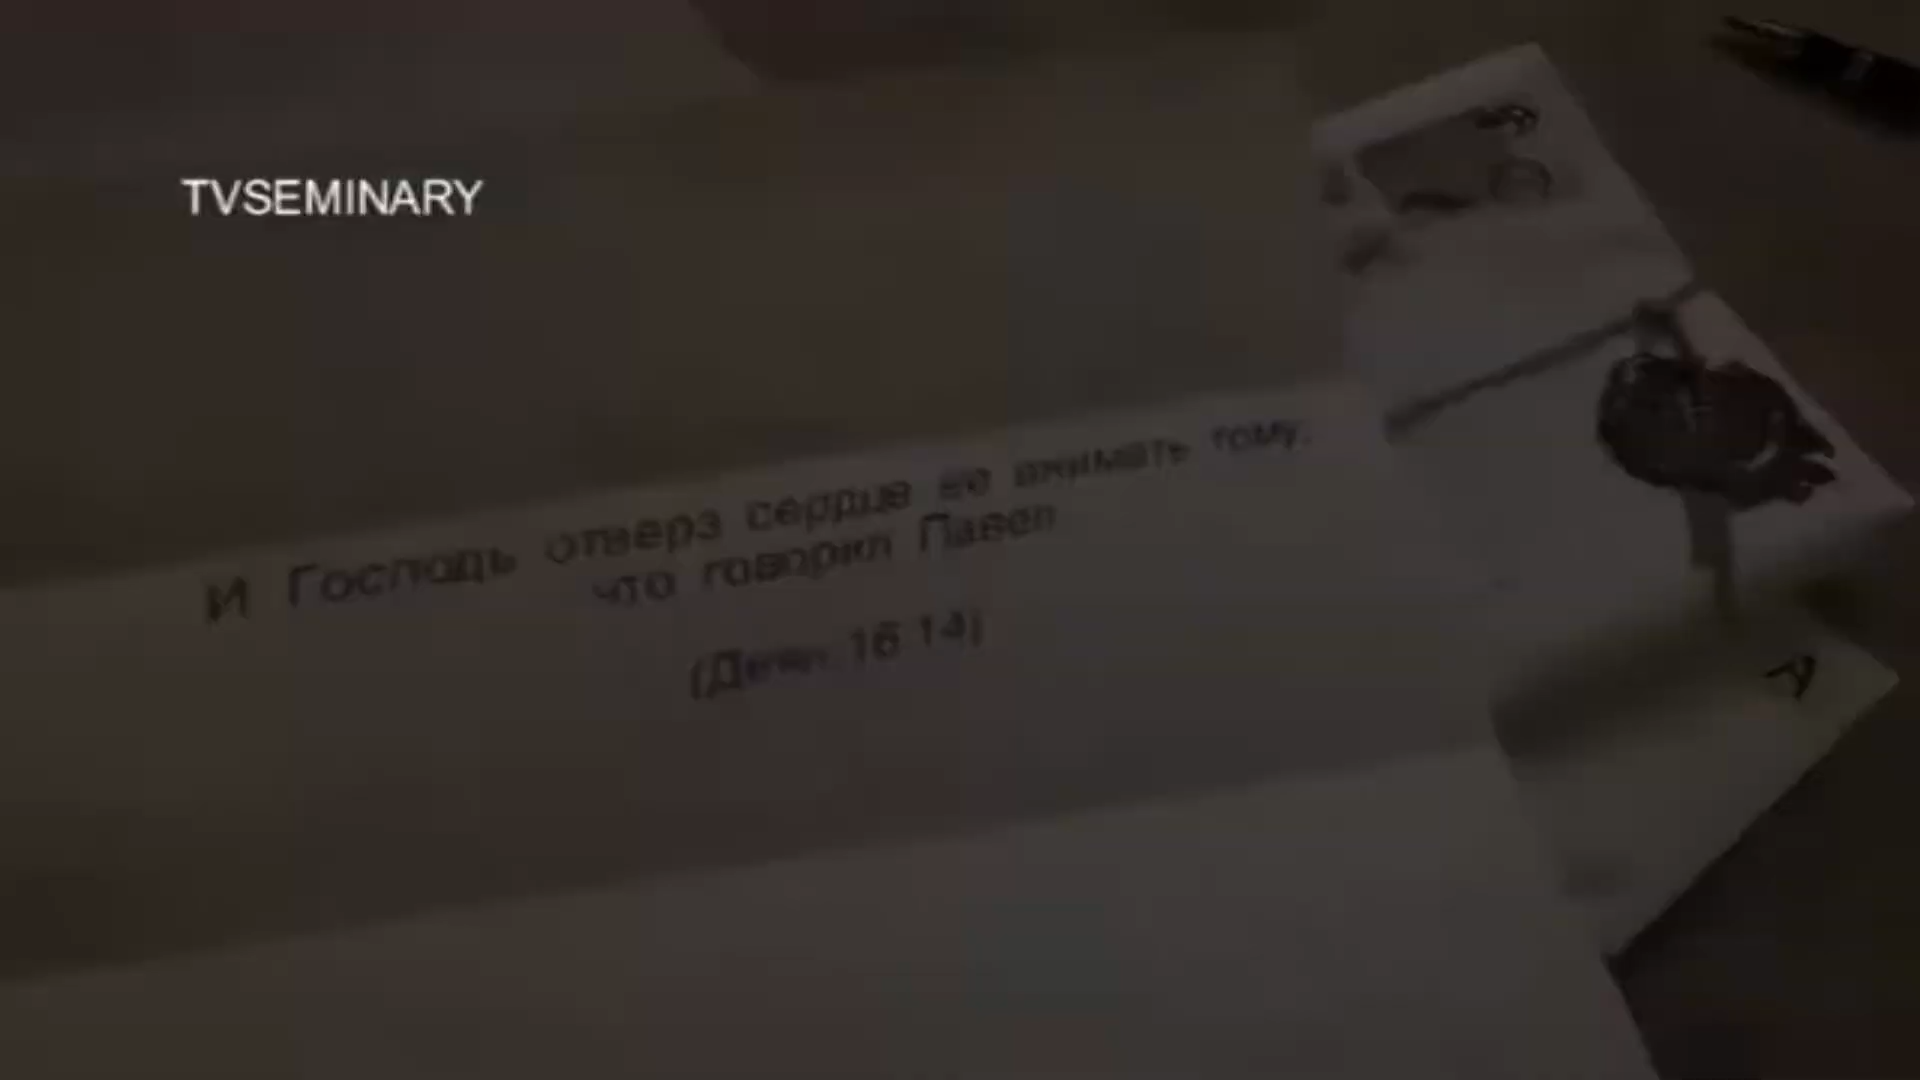 TVSEMINARY
И Господь отверз сердце ее внимать тому,
что говорил Павел
(Деян. 16:14)